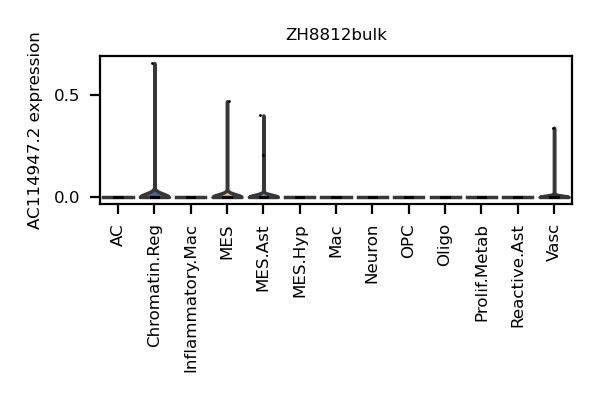 ZH8812bulk
AC114947.2 expression
0.5
0.0
AC
Chromatin.Reg
Inflammatory.Mac
MES
MES.Ast
MES.Hyp
Mac
Neuron
OPC
Oligo
Prolif.Metab
Reactive.Ast
Vasc